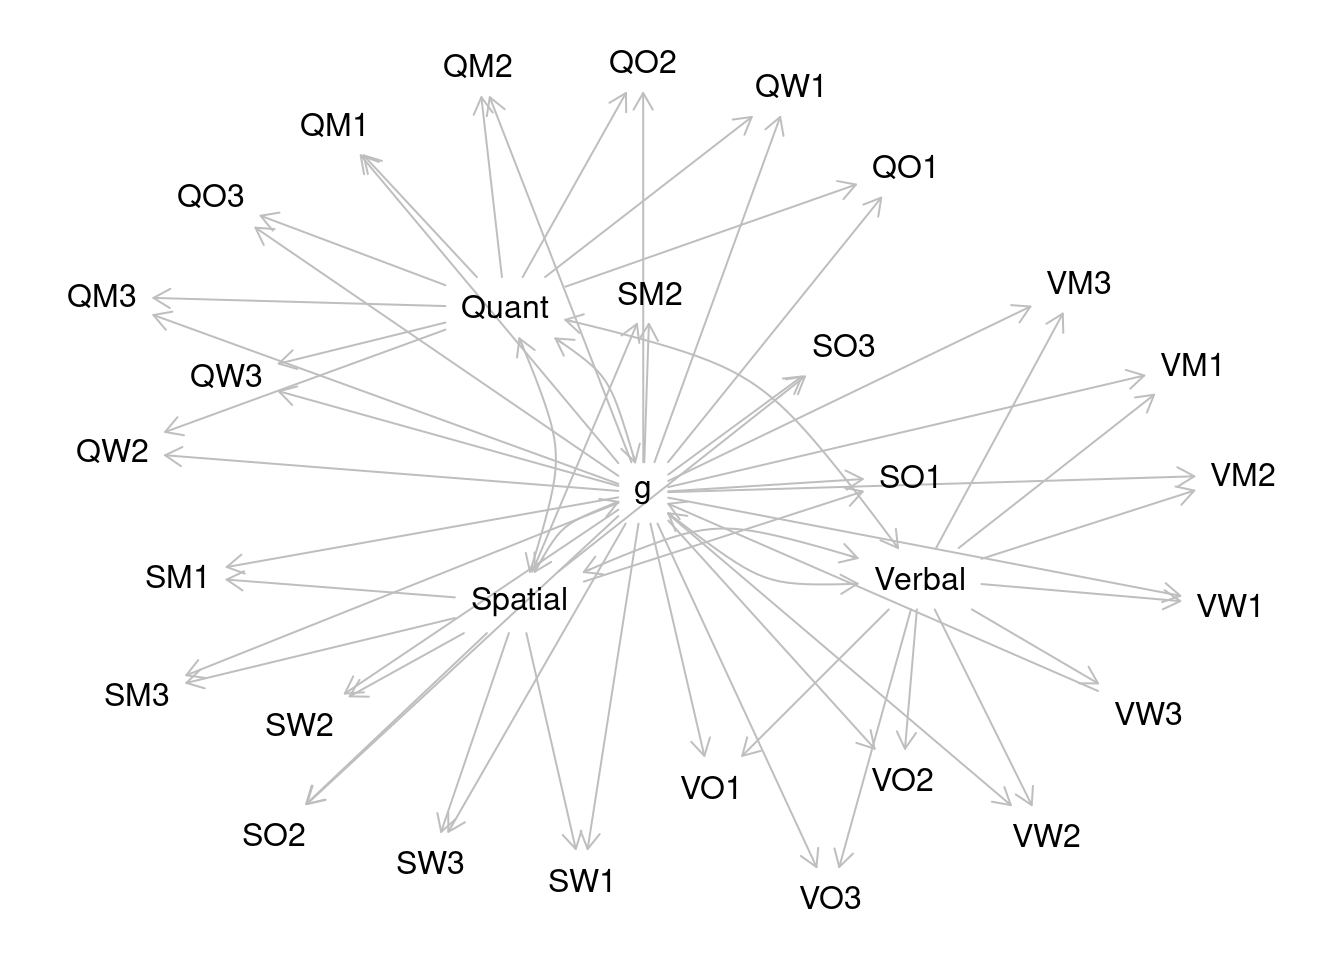 QO2
QM2
QW1
QM1
QO1
QO3
VM3
SM2
QM3
Quant
SO3
VM1
QW3
QW2
VM2
SO1
g
SM1
Verbal
Spatial
VW1
SM3
VW3
SW2
VO2
VO1
SO2
VW2
SW3
SW1
VO3